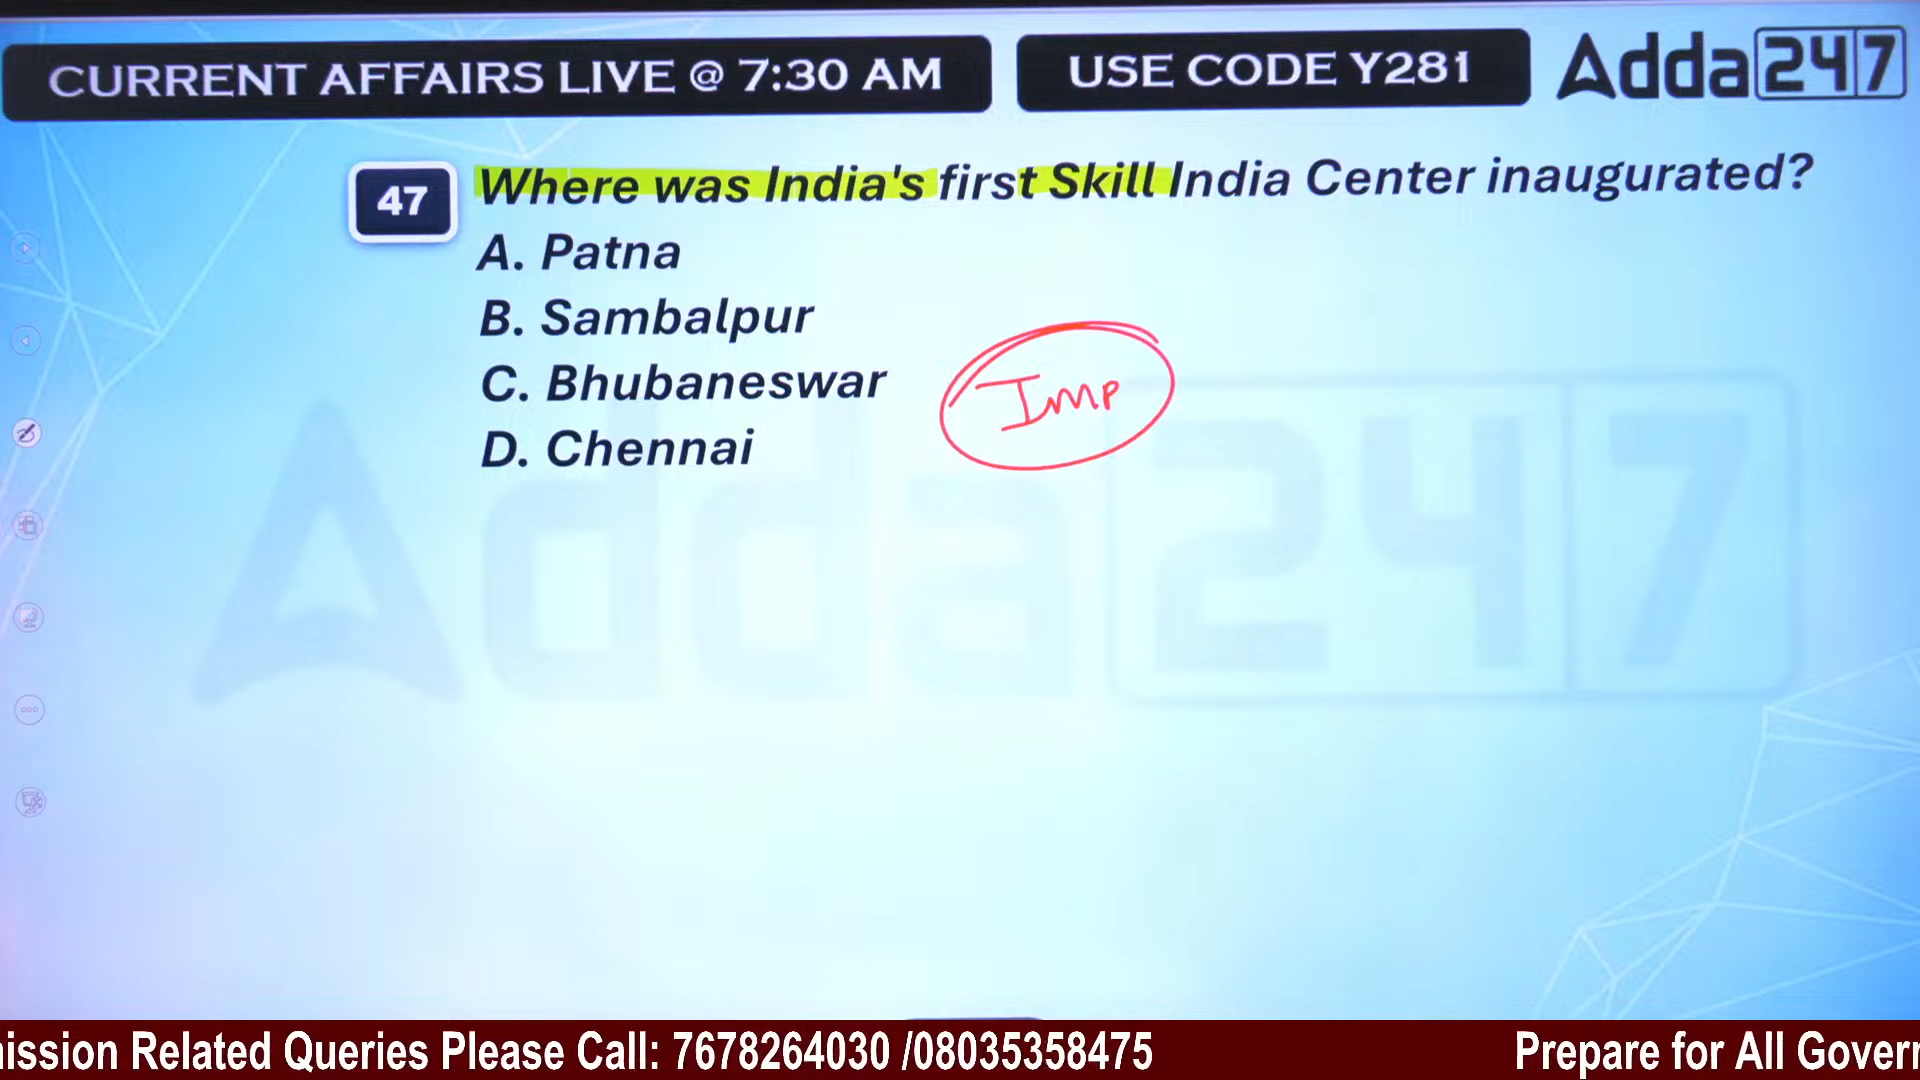 CURRENT AFFAIRS LIVE @ 7:30 AM
USE CODE Y281
Adda247
47
Where was India's first Skill India Center inaugurated?
A. Patna
B. Sambalpur
C. Bhubaneswar
D. Chennai
Imp
Adda247
ission Related Queries Please Call: 7678264030 /08035358475
Prepare for All Govern